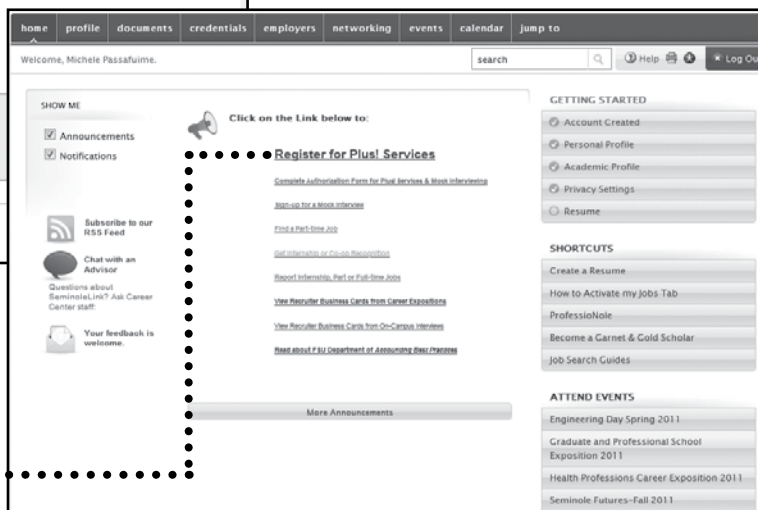 home profile documents credentials employers networking events calendar jump to
Welcome, Michele Passafuime.
search
Help
Log Ou
SHOW ME
Announcements
Notifications
Subscribe to our
RSS Feed
Chat with an
Advisor
Questions about
SeminoleLink? Ask Career
Center staff:
Your feedback is
welcome.
Click on the Link below to:
Register for Plus! Services
Complete Authorization Form for Plus! Services & Mock Interviewing
Sign-up for a Mock Interview
Find a Part-time Job
Get Internship or Co-op Recognition
Report Internship, Part or Full-time Jobs
View Recruiter Business Cards from Career Expositions
View Recruiter Business Cards from On-Campus Interviews
Read about FSU Department of Accounting Best Practices
More Announcements
GETTING STARTED
Account Created
Personal Profile
Academic Profile
Privacy Settings
Resume
SHORTCUTS
Create a Resume
How to Activate my Jobs Tab
ProfessioNole
Become a Garnet & Gold Scholar
Job Search Guides
ATTEND EVENTS
Engineering Day Spring 2011
Graduate and Professional School
Exposition 2011
Health Professions Career Exposition 2011
Seminole Futures-Fall 2011